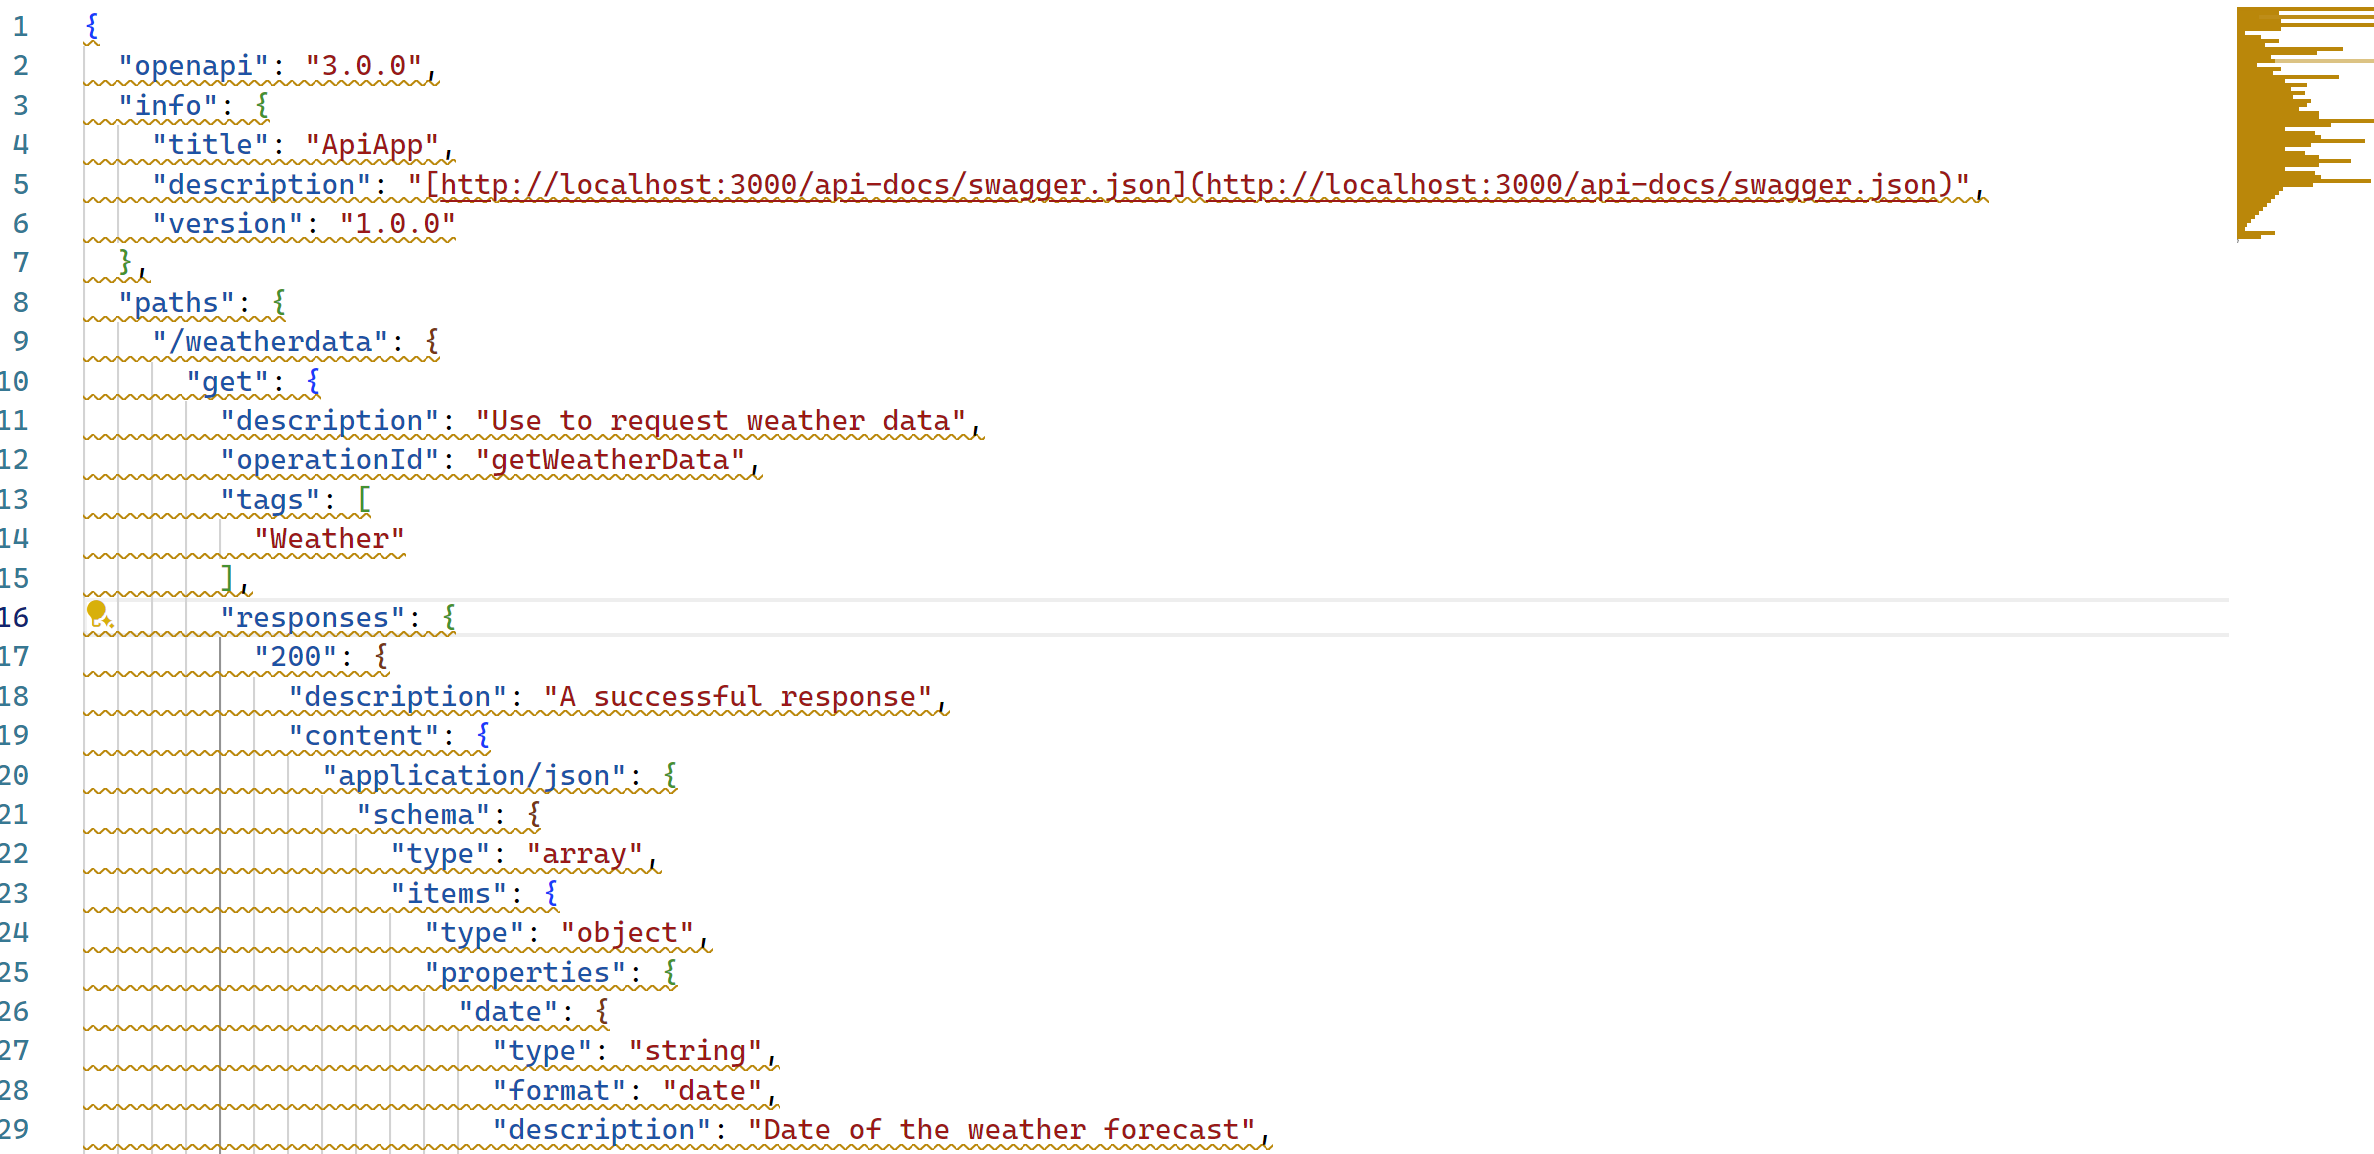 1 {
2   "openapi": "3.0.0",
3   "info": {
4     "title": "ApiApp",
5     "description": "[http://localhost:3000/api-docs/swagger.json](http://localhost:3000/api-docs/swagger.json)",
6     "version": "1.0.0"
7   },
8   "paths": {
9     "/weatherdata": {
10       "get": {
11         "description": "Use to request weather data",
12         "operationId": "getWeatherData",
13         "tags": [
14           "Weather"
15         ],
16         "responses": {
17           "200": {
18             "description": "A successful response",
19             "content": {
20               "application/json": {
21                 "schema": {
22                   "type": "array",
23                   "items": {
24                     "type": "object",
25                     "properties": {
26                       "date": {
27                         "type": "string",
28                         "format": "date",
29                         "description": "Date of the weather forecast",